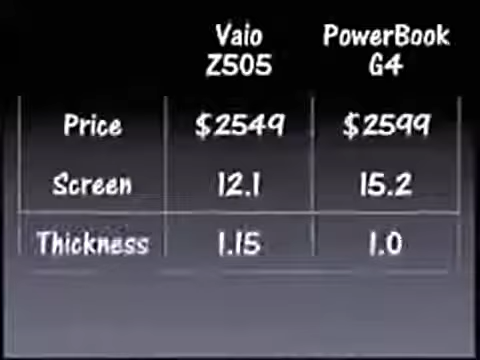 Vaio PowerBook
Z505 G4
Price $2549 $2599
Screen 12.1 15.2
Thickness 1.15 1.0